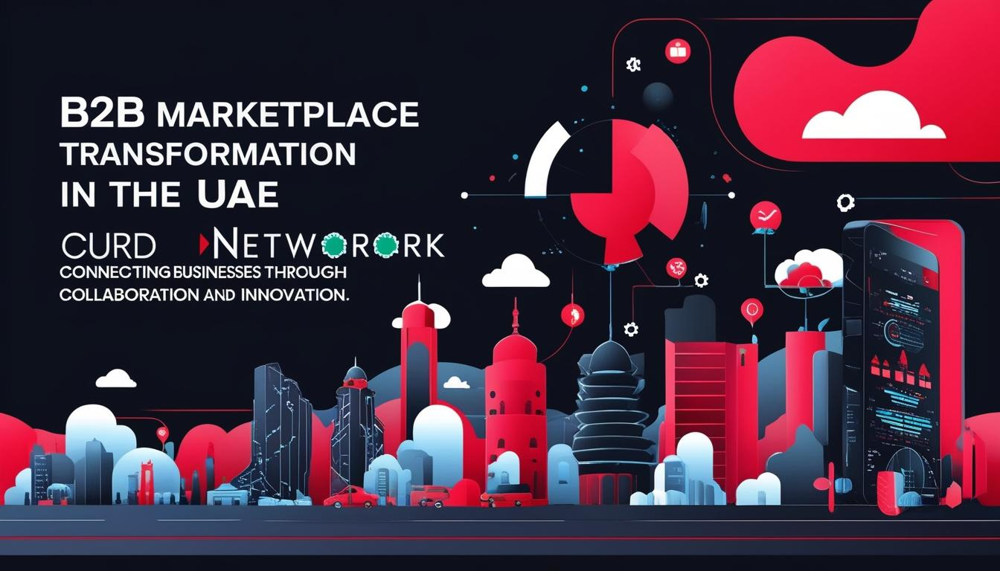 B2B MARKETPLACE
TRANSFORMATION
IN THE UAE
CURD NETWORORK
CONNECTING BUSINESSES THROUGH
COLLABORATION AND INNOVATION.